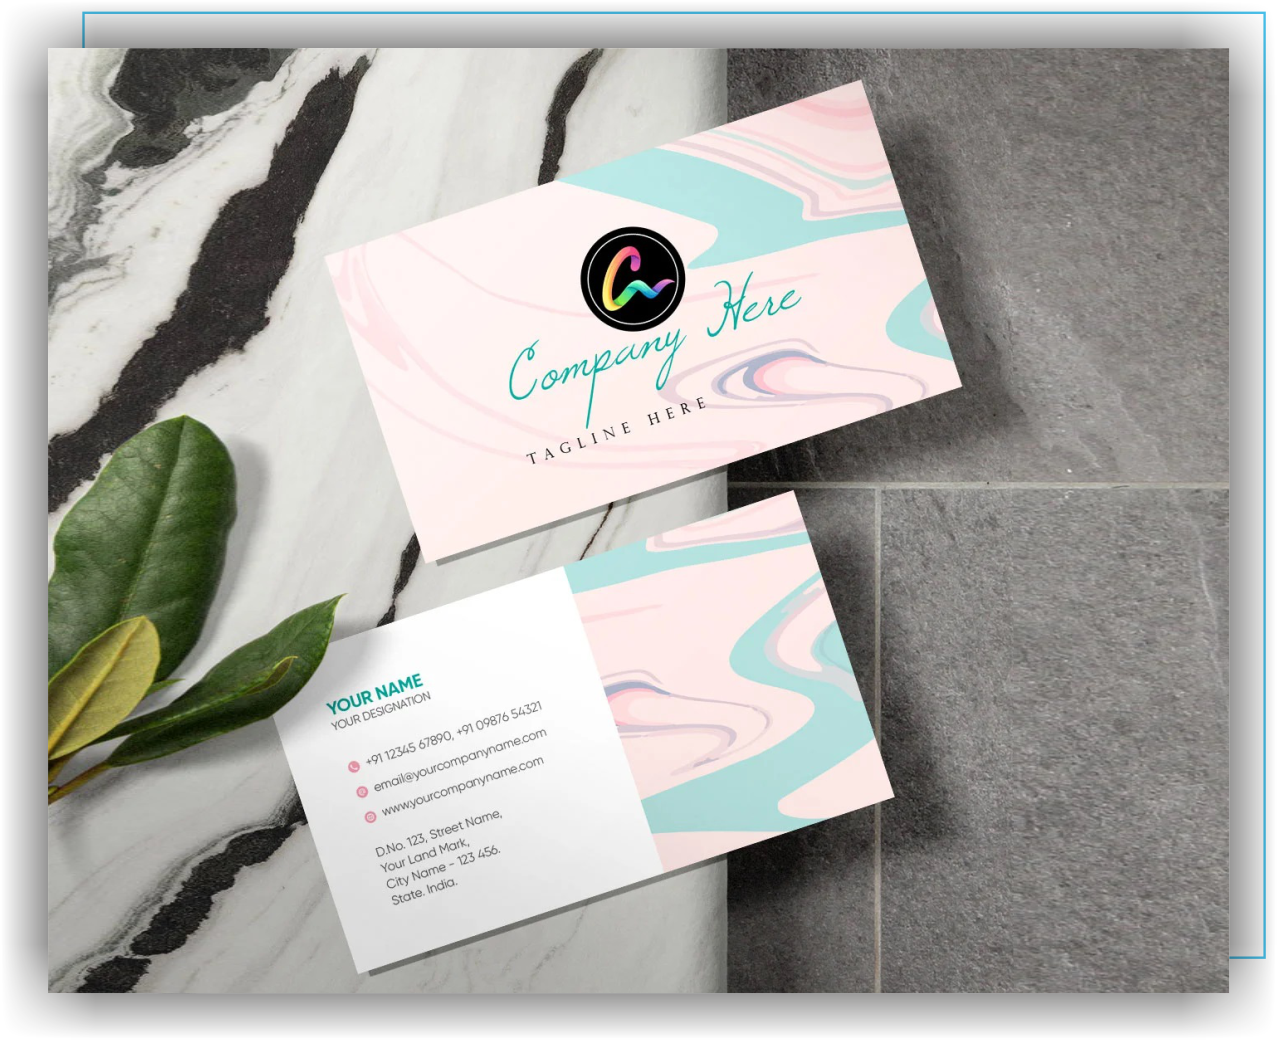 Company Here
TAGLINE HERE
YOUR NAME
YOUR DESIGNATION
+91 12345 67890, +91 09876 54321
email@yourcompanyname.com
www.yourcompanyname.com
D.No. 123, Street Name,
Your Land Mark,
City Name - 123 456.
State. India.